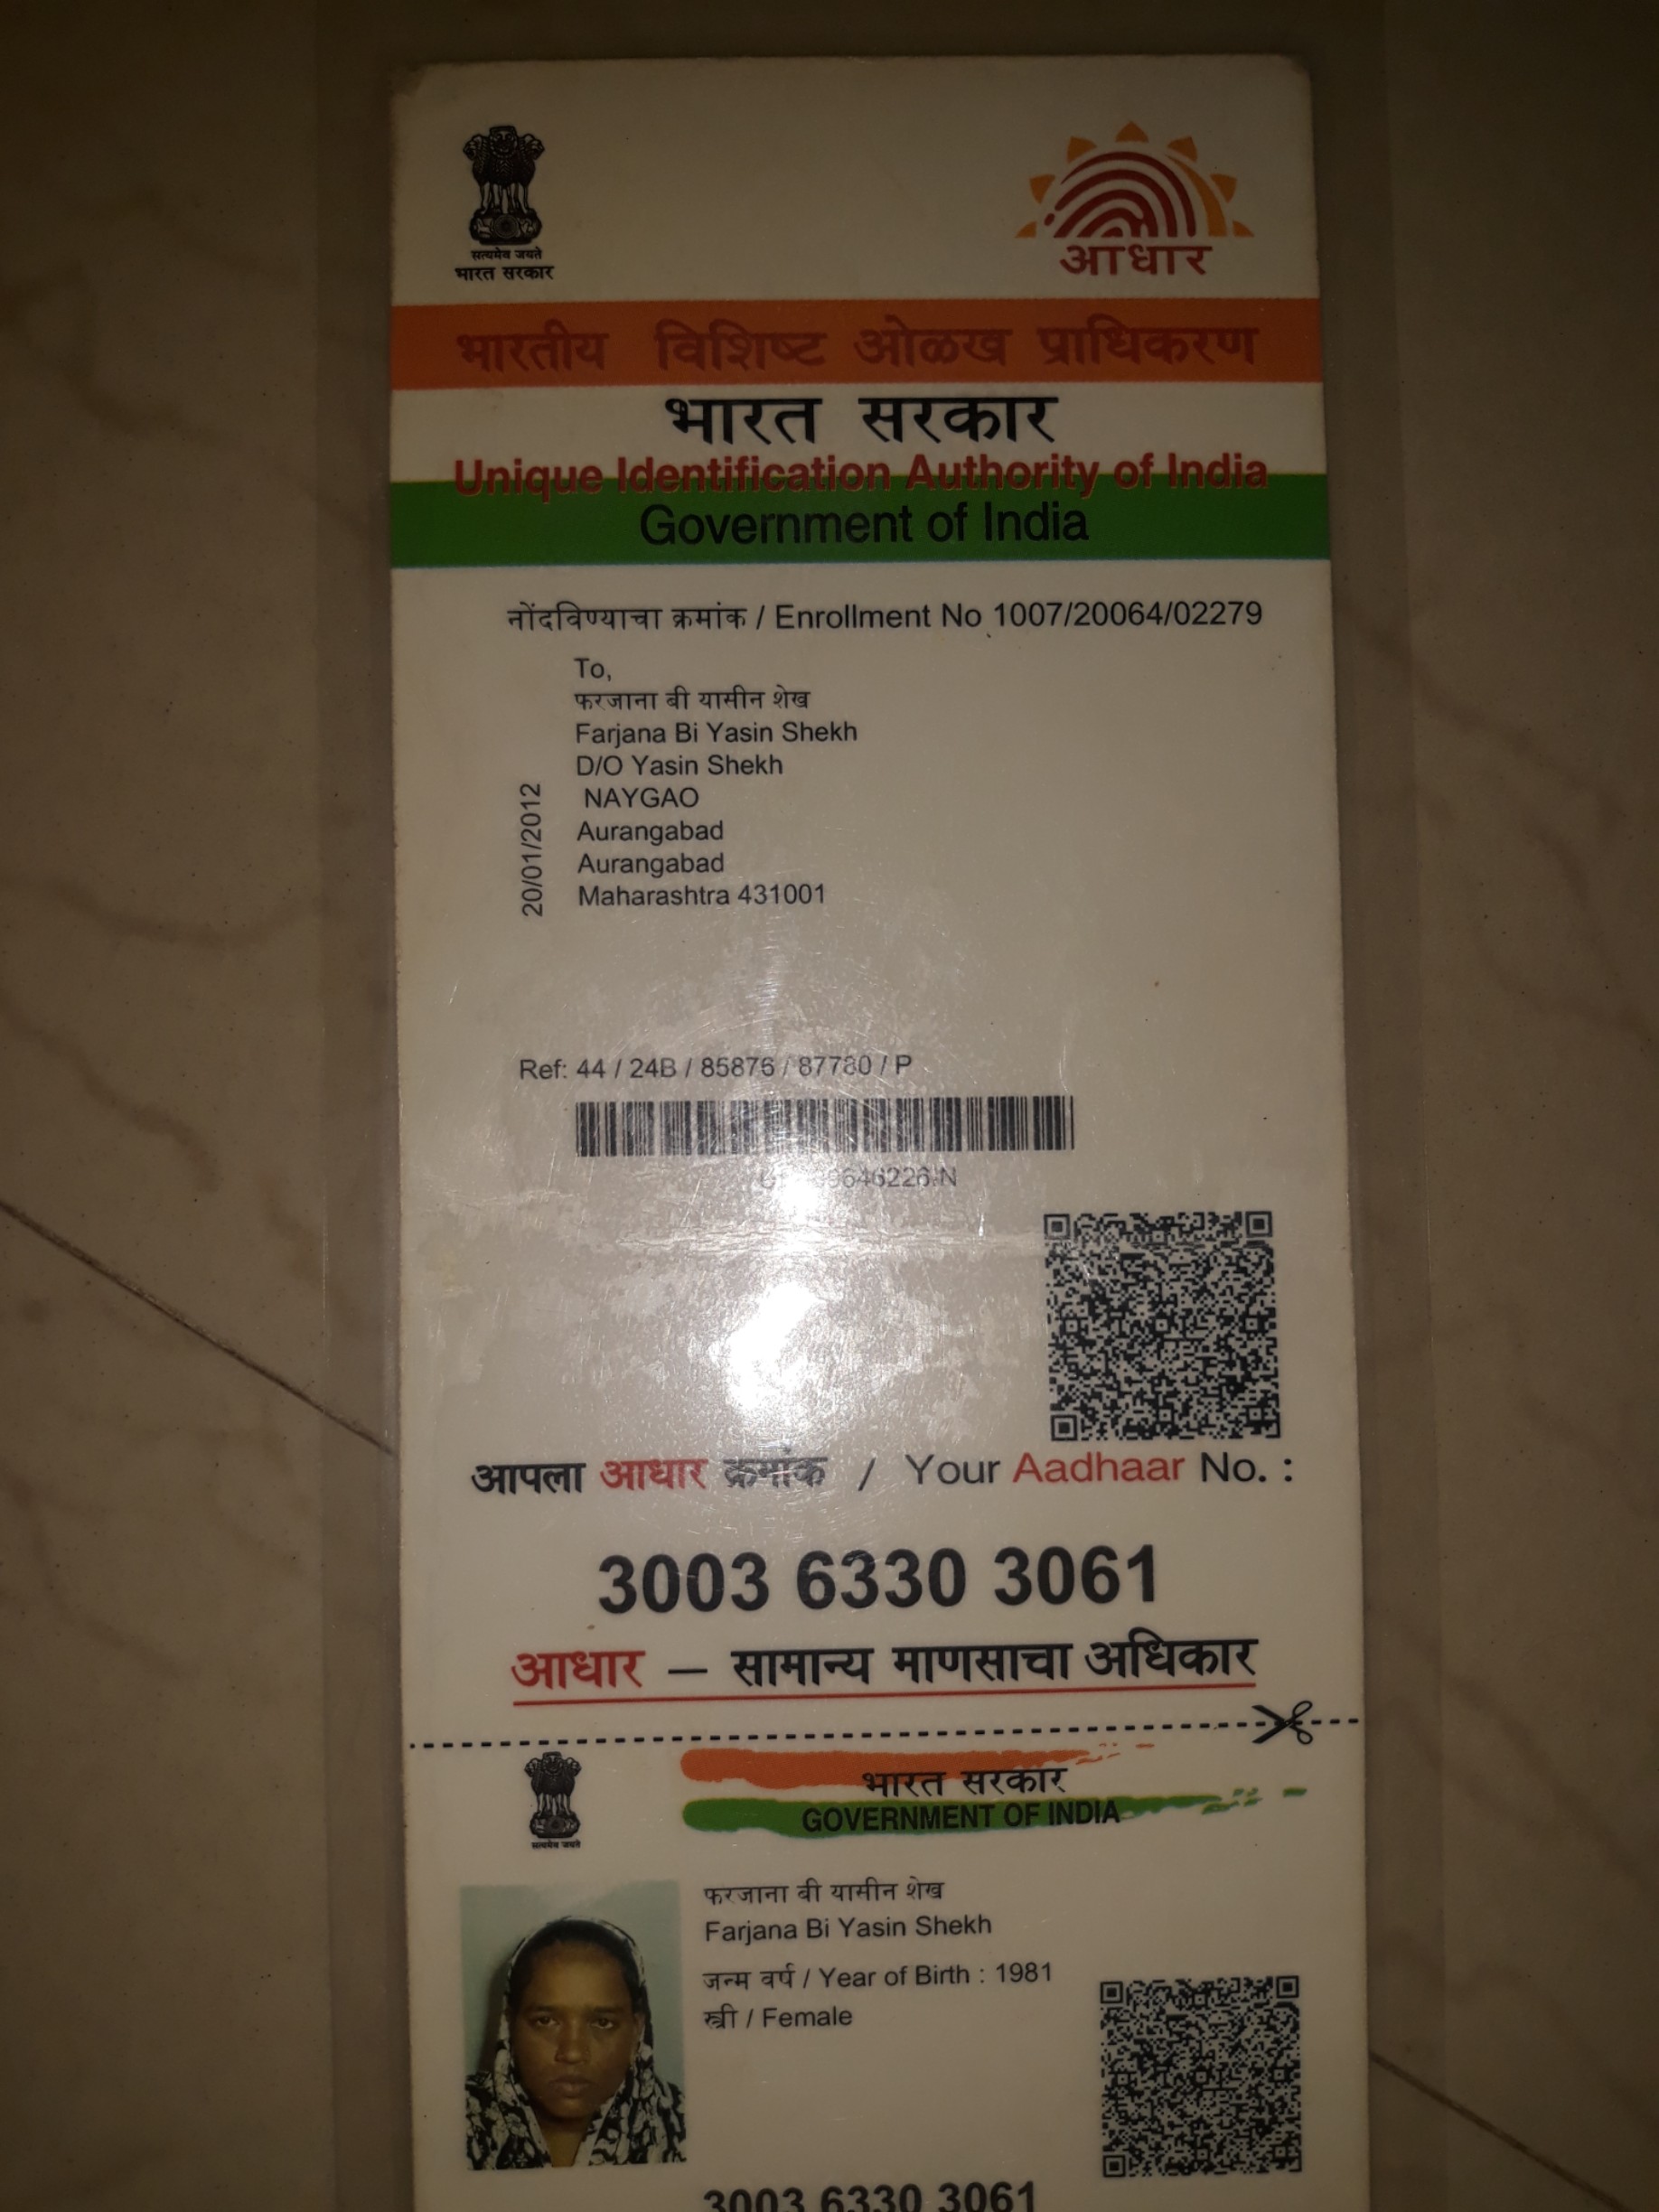 सत्यमेव जयते
भारत सरकार
आधार
भारतीय विशिष्ट ओळख प्राधिकरण
भारत सरकार
Unique Identification Authority of India
Government of India
नोंदविण्याचा क्रमांक / Enrollment No 1007/20064/02279
To,
फरजाना बी यासीन शेख
Farjana Bi Yasin Shekh
D/O Yasin Shekh
NAYGAO
Aurangabad
Aurangabad
Maharashtra 431001
20/01/2012
Ref: 44 / 24B / 85876 / 87780 / P
आपला आधार क्रमांक / Your Aadhaar No. :
3003 6330 3061
आधार – सामान्य माणसाचा अधिकार
सत्यमेव जयते
भारत सरकार
GOVERNMENT OF INDIA
फरजाना बी यासीन शेख
Farjana Bi Yasin Shekh
जन्म वर्ष / Year of Birth : 1981
स्त्री / Female
3003 6330 3061